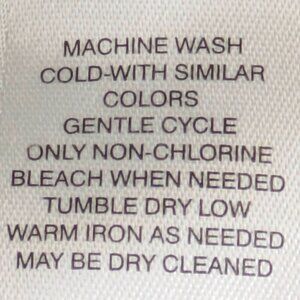 MACHINE WASH
COLD-WITH SIMILAR
COLORS
GENTLE CYCLE
ONLY NON-CHLORINE
BLEACH WHEN NEEDED
TUMBLE DRY LOW
WARM IRON AS NEEDED
MAY BE DRY CLEANED